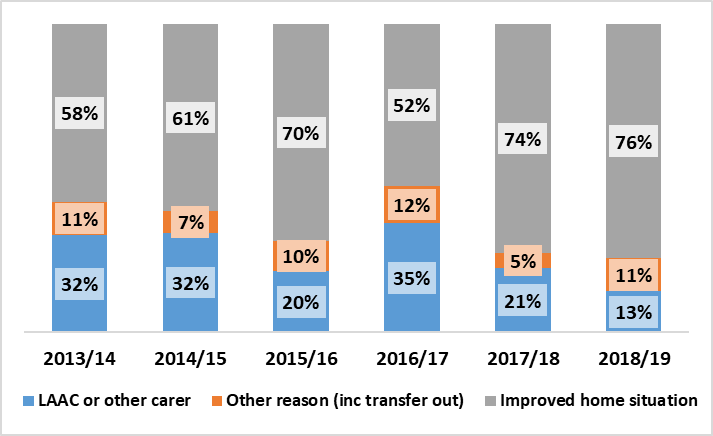 58% 61% 70% 52% 74% 76%
11% 7% 10% 12% 5% 11%
32% 32% 20% 35% 21% 13%
2013/14 2014/15 2015/16 2016/17 2017/18 2018/19
LAAC or other carer Other reason (inc transfer out) Improved home situation